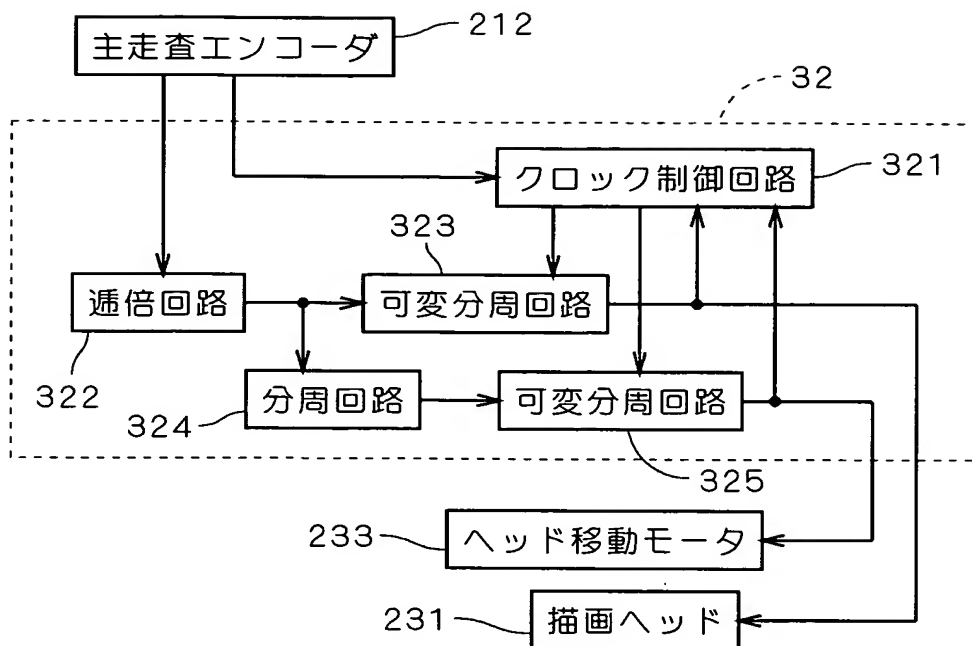 主走査エンコーダ
212
32
クロック制御回路
321
323
逓倍回路
可変分周回路
322
分周回路
324
可変分周回路
325
233
ヘッド移動モータ
231
描画ヘッド